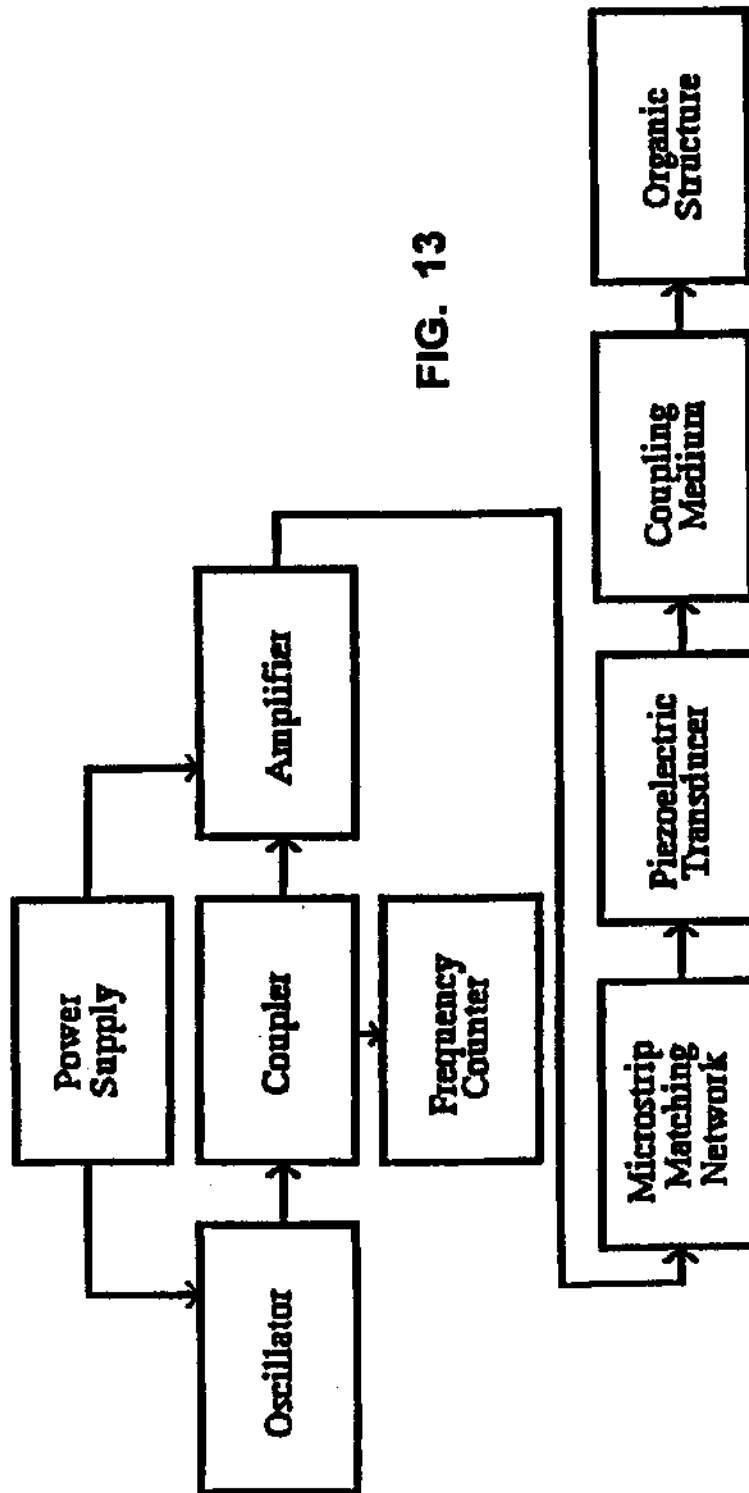 Power
Supply
Oscillator
Coupler
Amplifier
Frequency
Counter
FIG. 13
Microstrip
Matching
Network
Piezoelectric
Transducer
Coupling
Medium
Organic
Structure